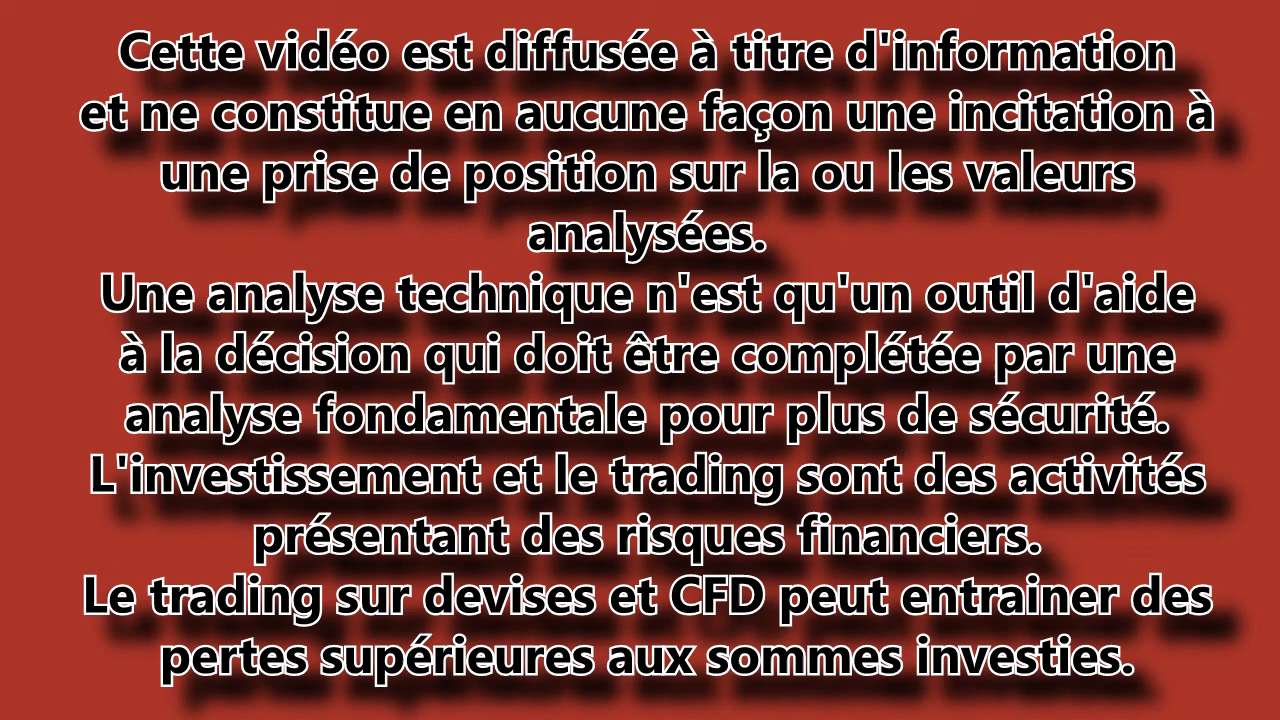 Cette vidéo est diffusée à titre d'information
et ne constitue en aucune façon une incitation à
une prise de position sur la ou les valeurs
analysées.
Une analyse technique n'est qu'un outil d'aide
à la décision qui doit être complétée par une
analyse fondamentale pour plus de sécurité.
L'investissement et le trading sont des activités
présentant des risques financiers.
Le trading sur devises et CFD peut entrainer des
pertes supérieures aux sommes investies.